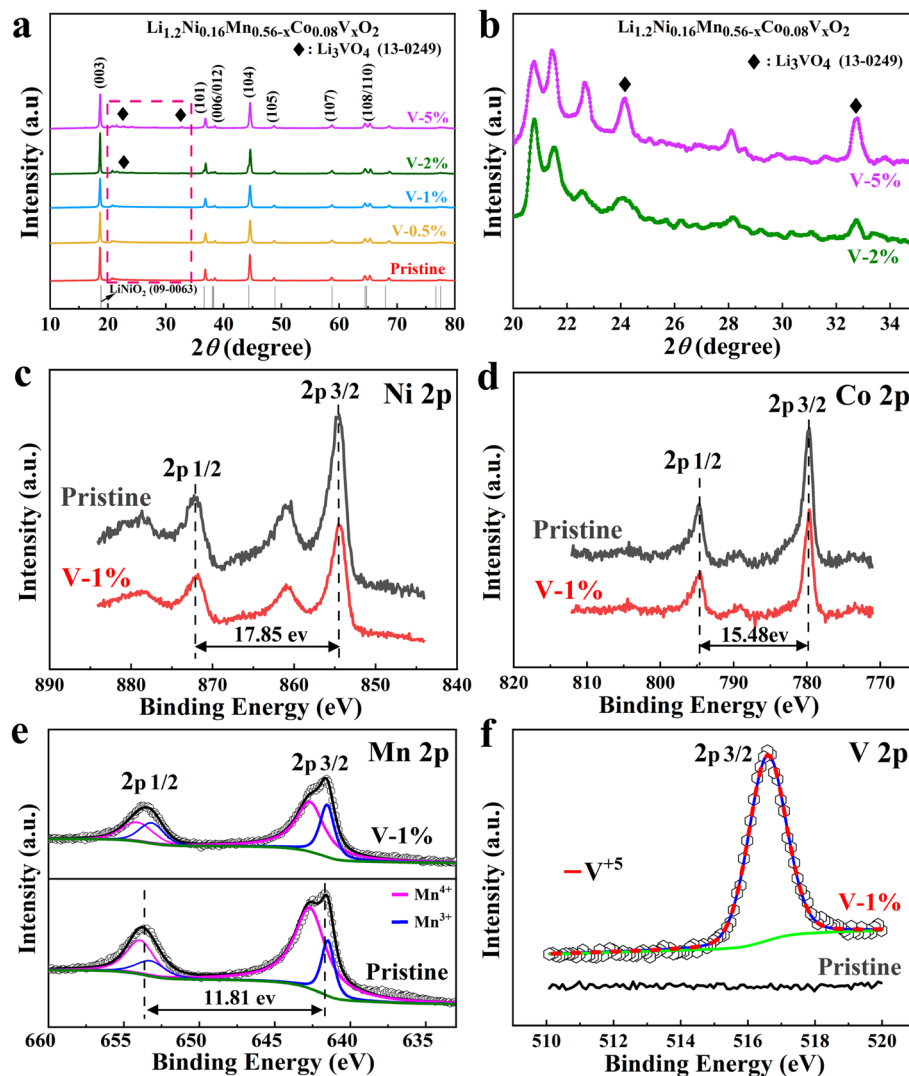 a
Li1.2Ni0.16Mn0.56-xCo0.08VxO2
◆ : Li3VO4 (13-0249)
(003)
(101)
(006/012)
(104)
(105)
(107)
(108/110)
V-5%
V-2%
V-1%
V-0.5%
Pristine
LiNiO2 (09-0063)
Intensity (a.u)
10 20 30 40 50 60 70 80
2θ (degree)
b
Li1.2Ni0.16Mn0.56-xCo0.08VxO2
◆ : Li3VO4 (13-0249)
V-5%
V-2%
Intensity (a.u)
20 22 24 26 28 30 32 34
2θ (degree)
c
Ni 2p
2p 3/2
2p 1/2
Pristine
V-1%
17.85 ev
Intensity (a.u.)
890 880 870 860 850 840
Binding Energy (eV)
d
Co 2p
2p 3/2
2p 1/2
Pristine
V-1%
15.48ev
Intensity (a.u.)
820 810 800 790 780 770
Binding Energy (eV)
e
Mn 2p
2p 3/2
2p 1/2
V-1%
Mn4+
Mn3+
Pristine
11.81 ev
Intensity (a.u.)
660 655 650 645 640 635
Binding Energy (eV)
f
V 2p
2p 3/2
V+5
V-1%
Pristine
Intensity (a.u.)
510 512 514 516 518 520
Binding Energy (eV)